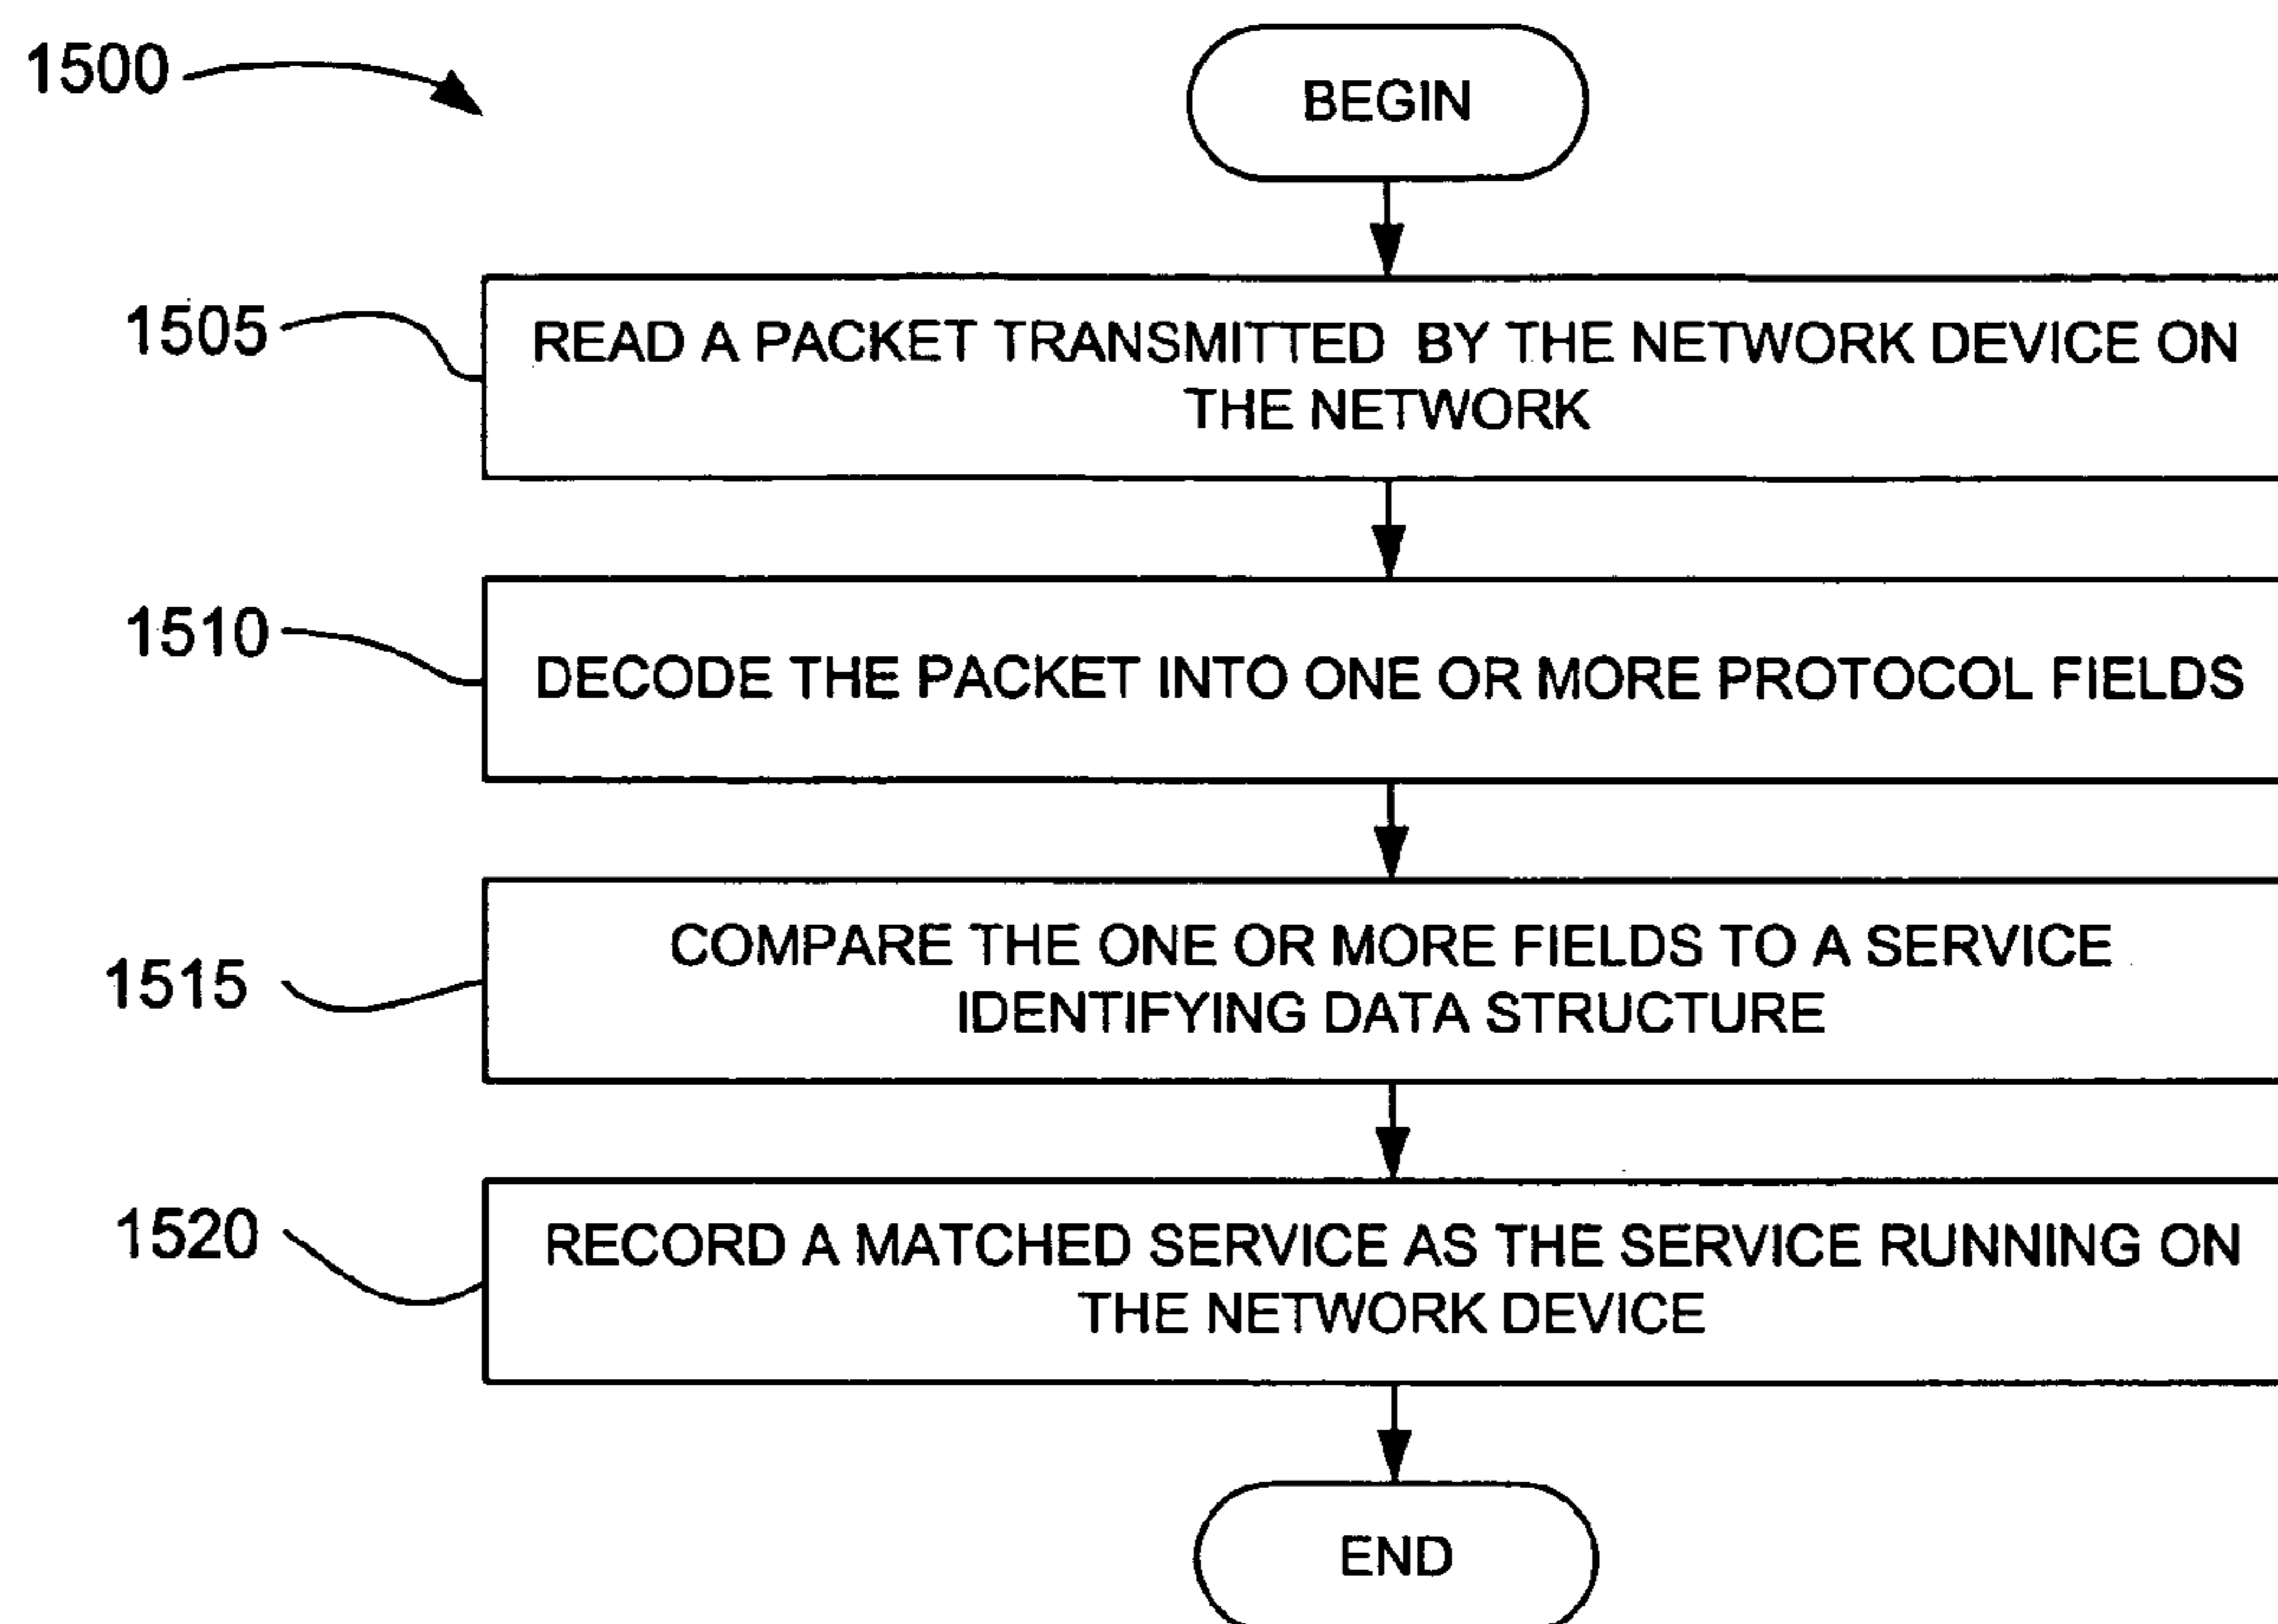 1500
BEGIN
1505
READ A PACKET TRANSMITTED BY THE NETWORK DEVICE ON
THE NETWORK
1510
DECODE THE PACKET INTO ONE OR MORE PROTOCOL FIELDS
COMPARE THE ONE OR MORE FIELDS TO A SERVICE
1515
IDENTIFYING DATA STRUCTURE
1520
RECORD A MATCHED SERVICE AS THE SERVICE RUNNING ON
THE NETWORK DEVICE
END